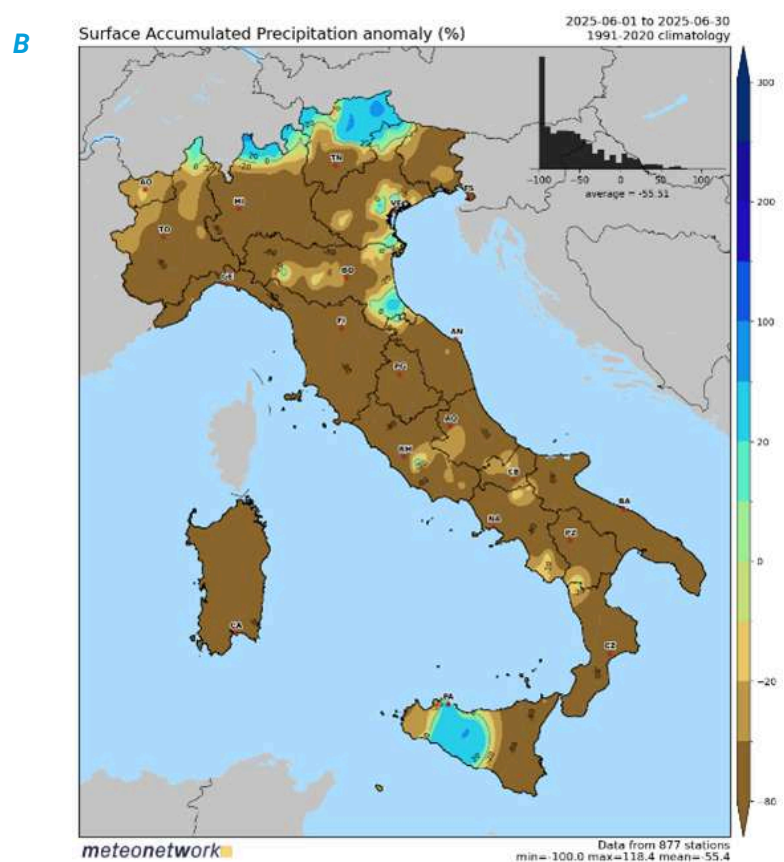 B
Surface Accumulated Precipitation anomaly (%)
2025-06-01 to 2025-06-30
1991-2020 climatology
300
200
100
20
0
−20
−80
-100 -50 0 50 100
average = -55.51
AO
TO
MI
TN
VE
TS
GE
BO
FI
AN
PG
AQ
RM
CB
NA
BA
PZ
CA
CZ
PA
meteonetwork
Data from 877 stations
min=-100.0 max=118.4 mean=-55.4